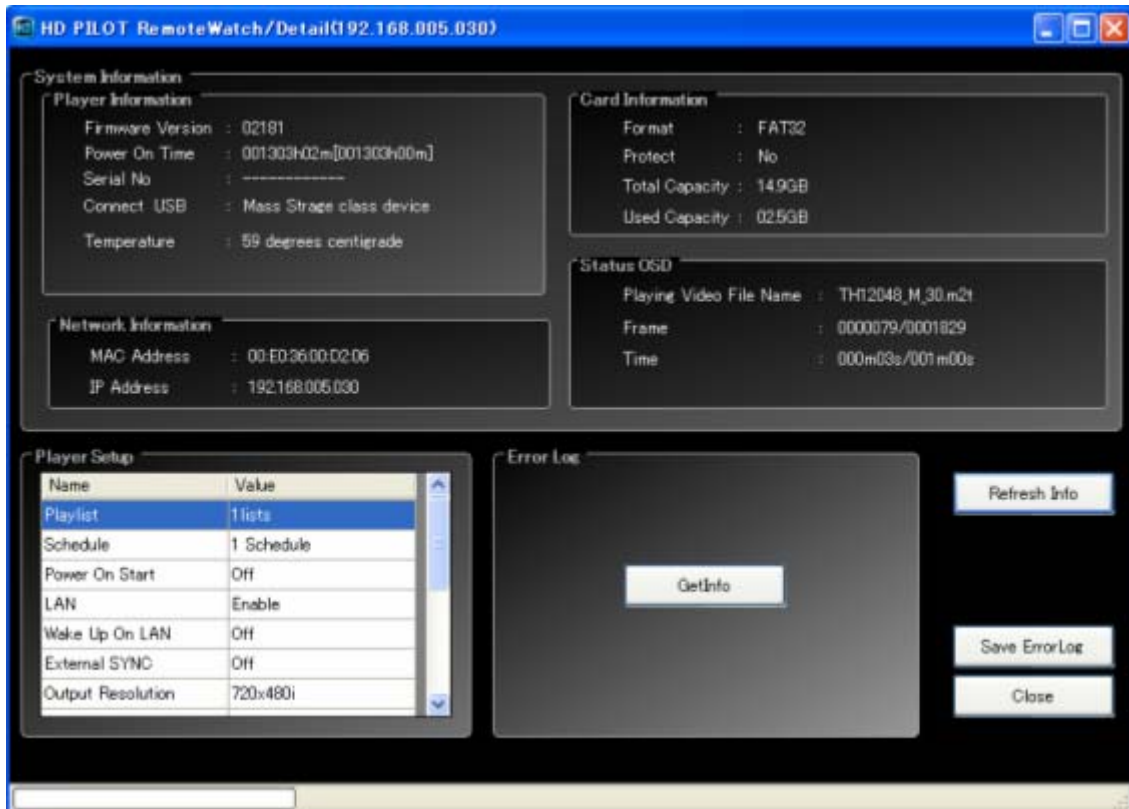 HD PILOT RemoteWatch/Detail(192.168.005.030)
System Information
Player Information
Firmware Version : 02181
Power On Time : 001303h02m[001303h00m]
Serial No : ------------
Connect USB : Mass Strage class device
Temperature : 59 degrees centigrade
Network Information
MAC Address : 00:E0:36:00:D2:06
IP Address : 192.168.005.030
Card Information
Format : FAT32
Protect : No
Total Capacity : 14.9GB
Used Capacity : 02.5GB
Status OSD
Playing Video File Name : TH12048_M_30.m2t
Frame : 0000079/0001829
Time : 000m03s/001m00s
Player Setup
Name Value
Playlist 1lists
Schedule 1 Schedule
Power On Start Off
LAN Enable
Wake Up On LAN Off
External SYNC Off
Output Resolution 720x480i
Error Log
GetInfo
Refresh Info
Save ErrorLog
Close